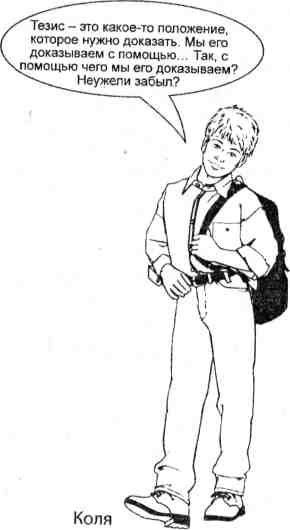 Тезис – это какое-то положение,
которое нужно доказать. Мы его
доказываем с помощью... Так, с
помощью чего мы его доказываем?
Неужели забыл?
Коля